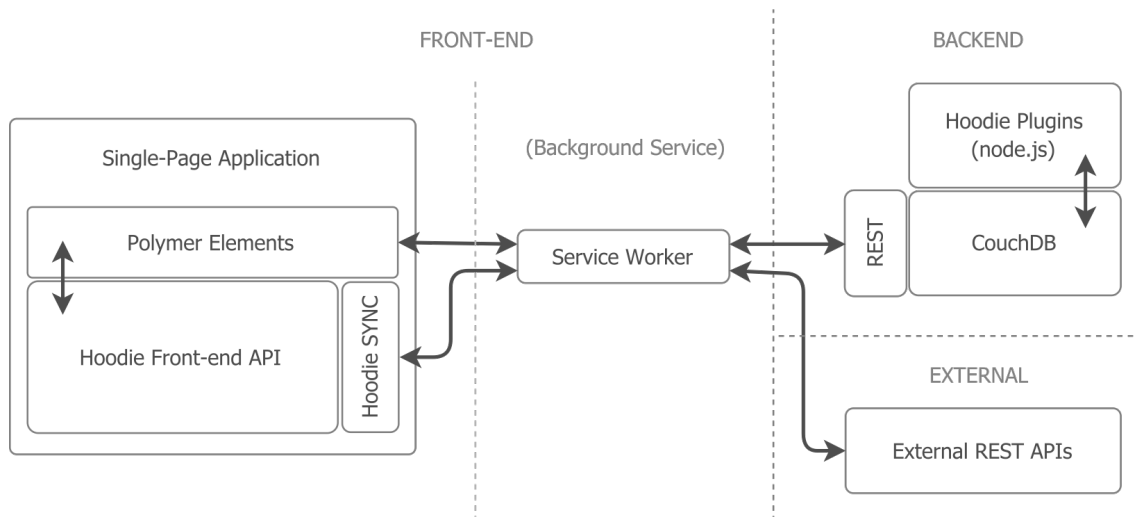 FRONT-END
BACKEND
Single-Page Application
Polymer Elements
Hoodie Front-end API
Hoodie SYNC
(Background Service)
Service Worker
Hoodie Plugins
(node.js)
REST
CouchDB
EXTERNAL
External REST APIs